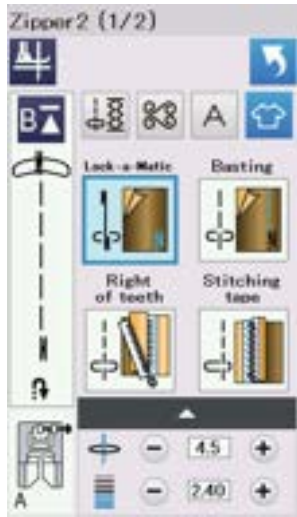 Zipper2 (1/2)
B
A
Lock-a-Matic
Basting
Right
of teeth
Stitching
tape
4.5
2.40
A